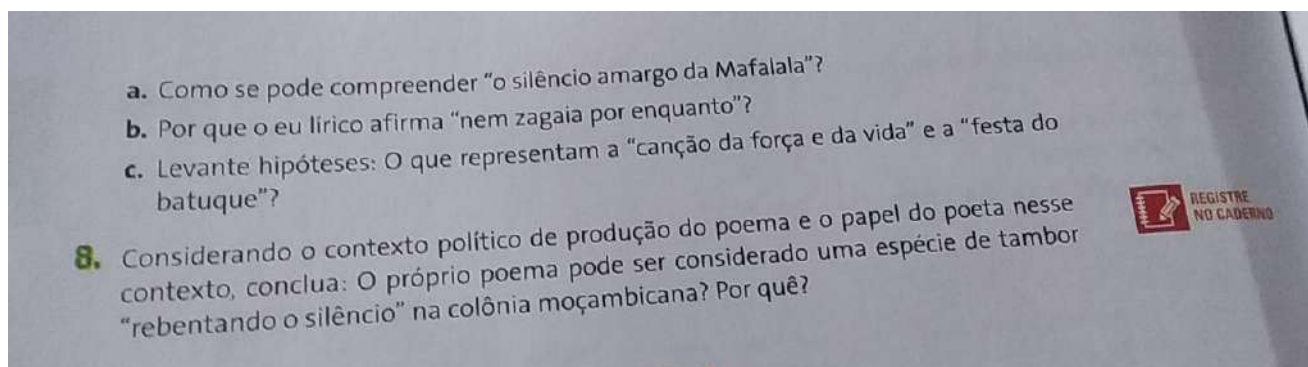 a. Como se pode compreender “o silêncio amargo da Mafalala”?
b. Por que o eu lírico afirma “nem zagaia por enquanto”?
c. Levante hipóteses: O que representam a “canção da força e da vida” e a “festa do
batuque”?
8. Considerando o contexto político de produção do poema e o papel do poeta nesse
contexto, conclua: O próprio poema pode ser considerado uma espécie de tambor
“rebentando o silêncio” na colônia moçambicana? Por quê?
REGISTRE
NO CADERNO